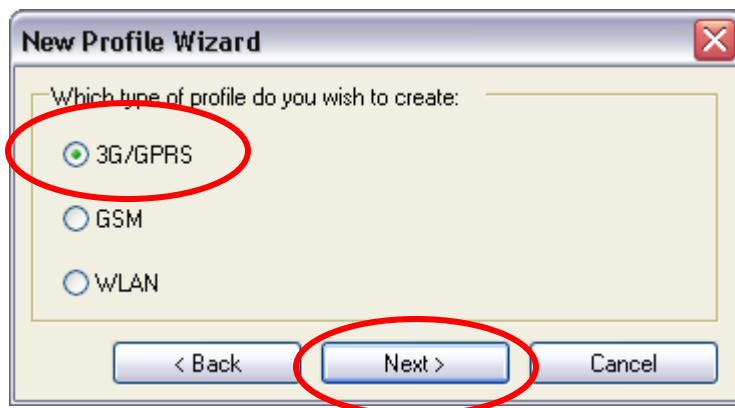 New Profile Wizard
Which type of profile do you wish to create:
3G/GPRS
GSM
WLAN
< Back Next > Cancel